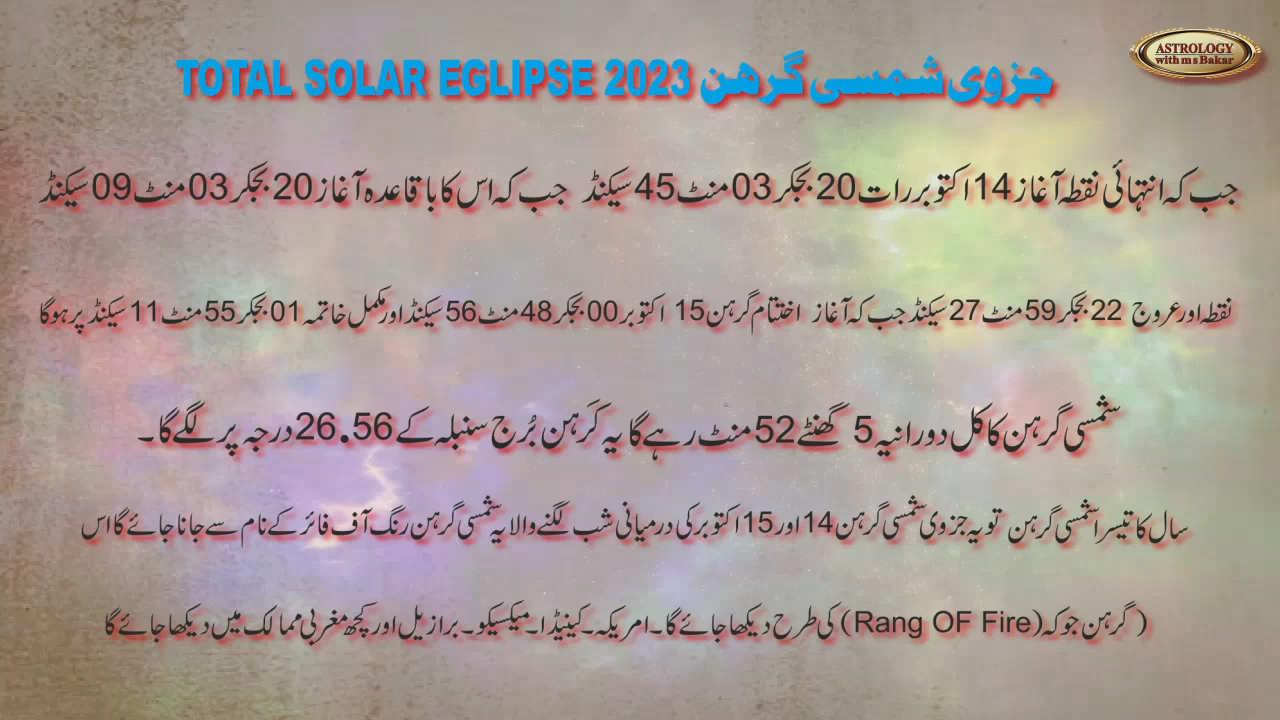 ASTROLOGY
with m s Bakar
جزوی شمسی گرهن TOTAL SOLAR EGLIPSE 2023
جب کہ انتہائی نقطہ آغاز 14 اکتوبر رات 20 بجکر 03 منٹ 45 سیکنڈ جب کہ اس کا باقاعدہ آغاز 20 بجکر 03 منٹ 09 سیکنڈ
نقطہ اور عروج 22 بجکر 59 منٹ 27 سیکنڈ جب کہ آغاز اختتام گرہن 15 اکتوبر 00 بجکر 48 منٹ 56 سیکنڈ اور مکمل خاتمہ 01 بجکر 55 منٹ 11 سیکنڈ پر ہوگا
شمسی گرہن کا کل دورانیہ 5 گھنٹے 52 منٹ رہے گا یہ کَرہن بُرج سنبلہ کے 26.56 درجہ پر لگے گا ۔
سال کا تیسرا شمسی گرہن تو یہ جزوی شمسی گرہن 14 اور 15 اکتوبر کی درمیانی شب لگنے والا یہ شمسی گرہن رنگ آف فائر کے نام سے جانا جائے گا اس
( گرہن جو کہ (Rang OF Fire) کی طرح دیکھا جائے گا ۔ امریکہ ۔ کینیڈا ۔ میکسیکو ۔ برازیل اور کچھ مغربی ممالک میں دیکھا جائے گا